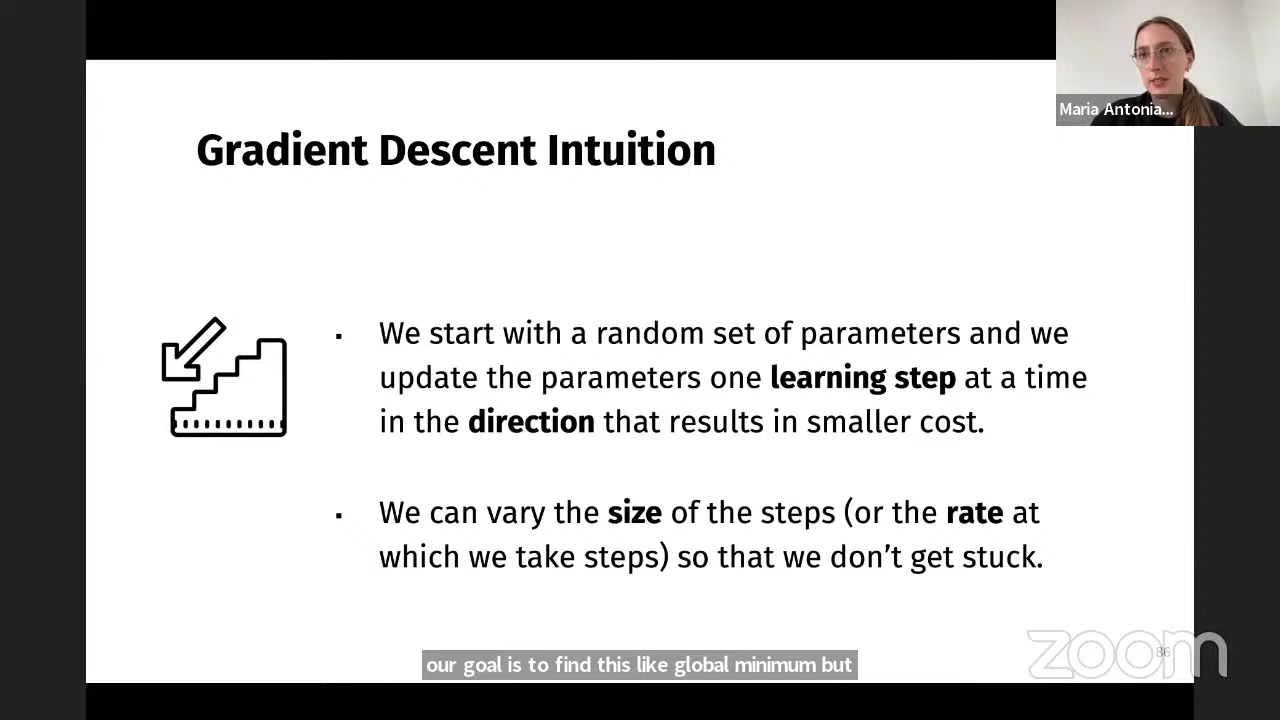 Maria Antonia...
Gradient Descent Intuition
▪ We start with a random set of parameters and we
update the parameters one learning step at a time
in the direction that results in smaller cost.
▪ We can vary the size of the steps (or the rate at
which we take steps) so that we don’t get stuck.
our goal is to find this like global minimum but
zoom
86